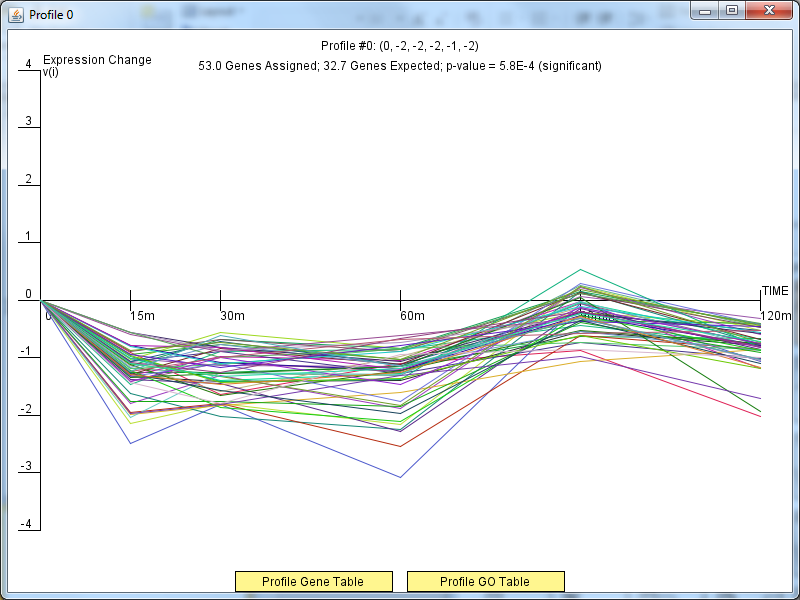 Profile 0
Profile #0: (0, -2, -2, -2, -1, -2)
Expression Change
v(i)
53.0 Genes Assigned; 32.7 Genes Expected; p-value = 5.8E-4 (significant)
4
3
2
1
0
-1
-2
-3
-4
TIME
0 15m 30m 60m 120m
Profile Gene Table
Profile GO Table